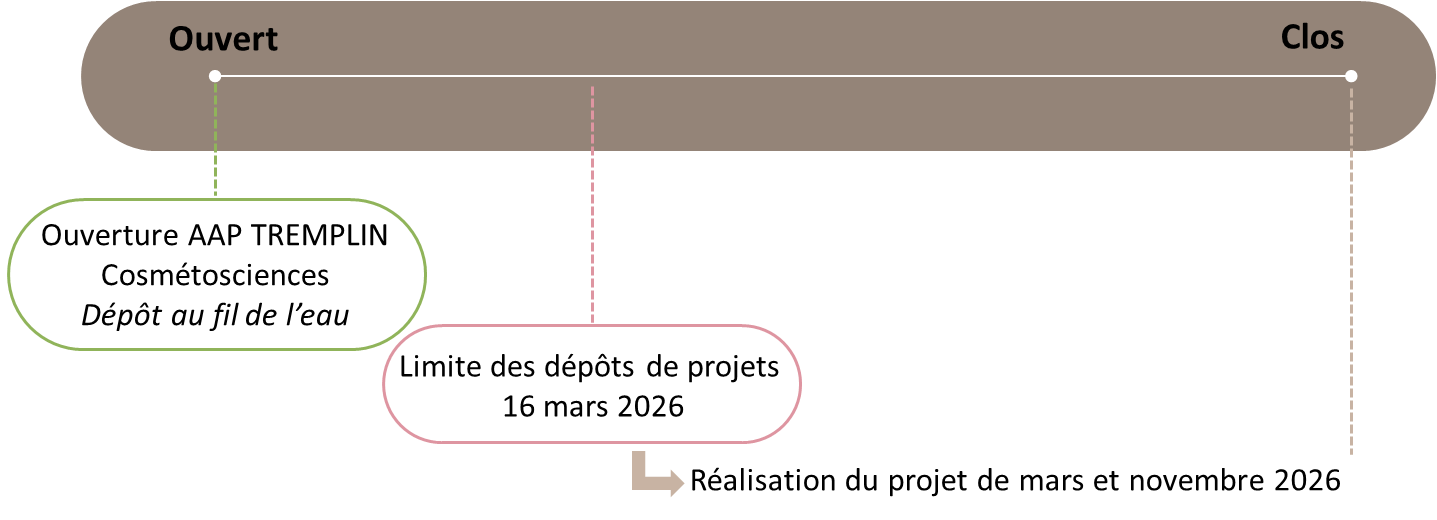 Ouvert
Clos
Ouverture AAP TREMPLIN
Cosmétosciences
Dépôt au fil de l’eau
Limite des dépôts de projets
16 mars 2026
Réalisation du projet de mars et novembre 2026